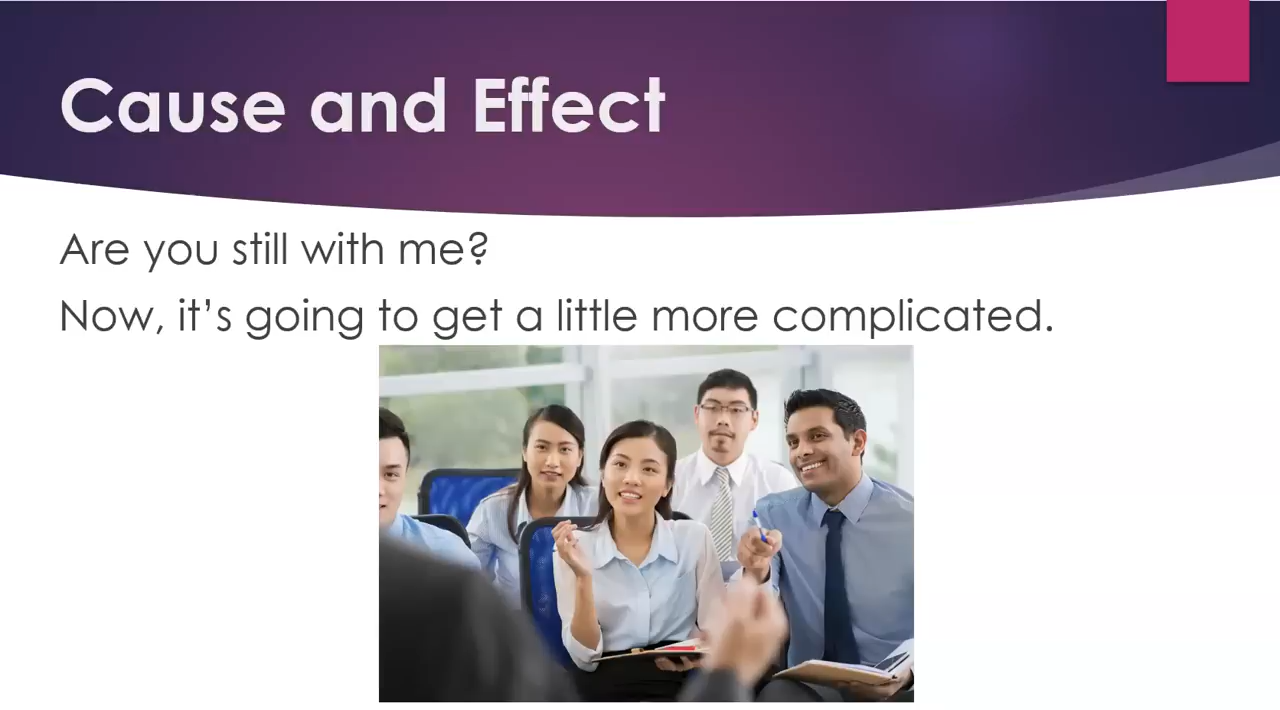 Cause and Effect
Are you still with me?
Now, it’s going to get a little more complicated.